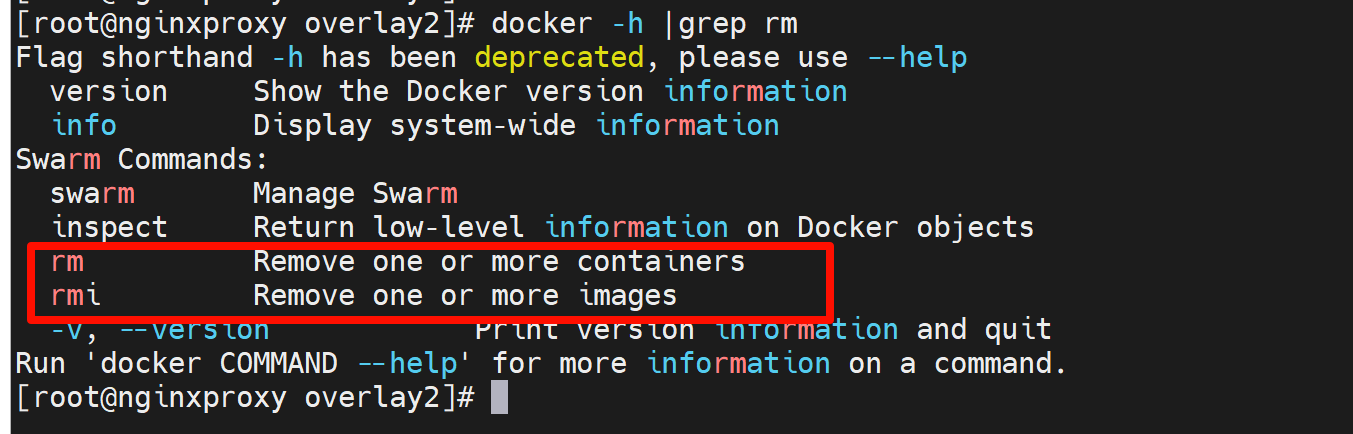 [root@nginxproxy overlay2]# docker -h |grep rm
Flag shorthand -h has been deprecated, please use --help
  version     Show the Docker version information
  info        Display system-wide information
Swarm Commands:
  swarm       Manage Swarm
  inspect     Return low-level information on Docker objects
  rm          Remove one or more containers
  rmi         Remove one or more images
  -v, --version            Print version information and quit
Run 'docker COMMAND --help' for more information on a command.
[root@nginxproxy overlay2]#